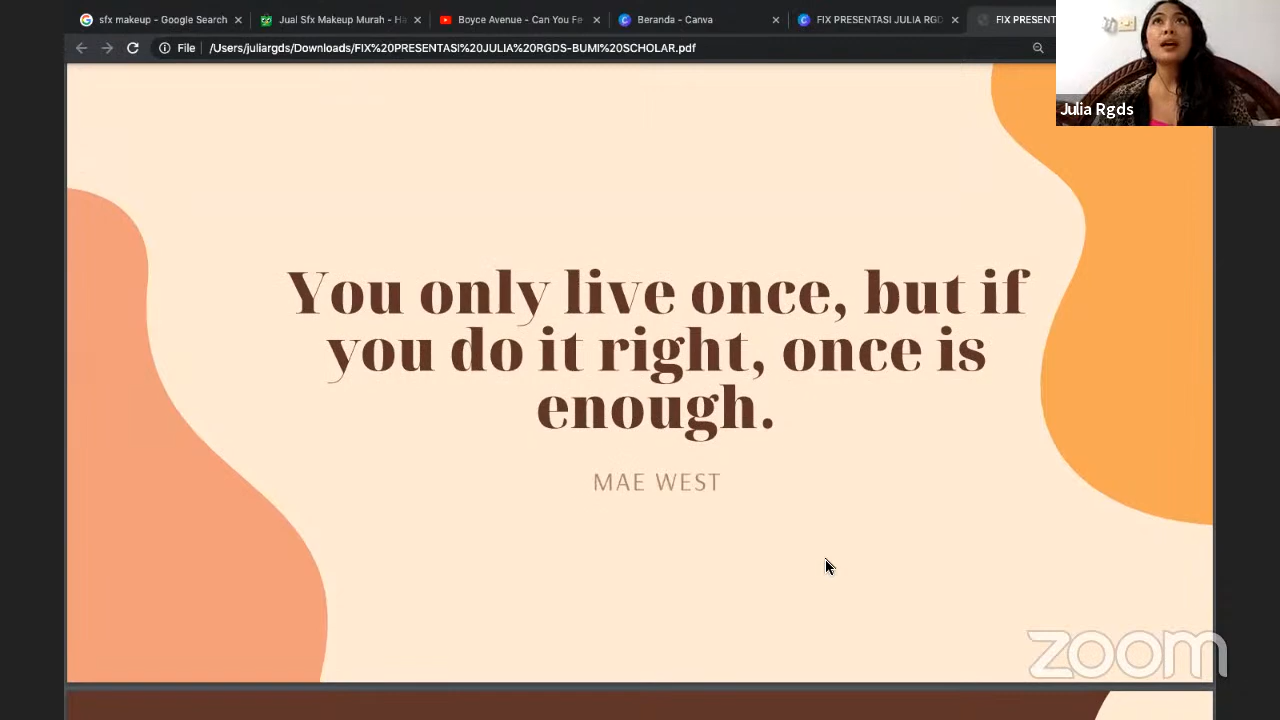 sfx makeup - Google Search
Jual Sfx Makeup Murah - Ha
Boyce Avenue - Can You Fe
Beranda - Canva
FIX PRESENTASI JULIA RGD
FIX PRESENT
File
/Users/juliargds/Downloads/FIX%20PRESENTASI%20JULIA%20RGDS-BUMI%20SCHOLAR.pdf
Julia Rgds
You only live once, but if
you do it right, once is
enough.
MAE WEST
zoom